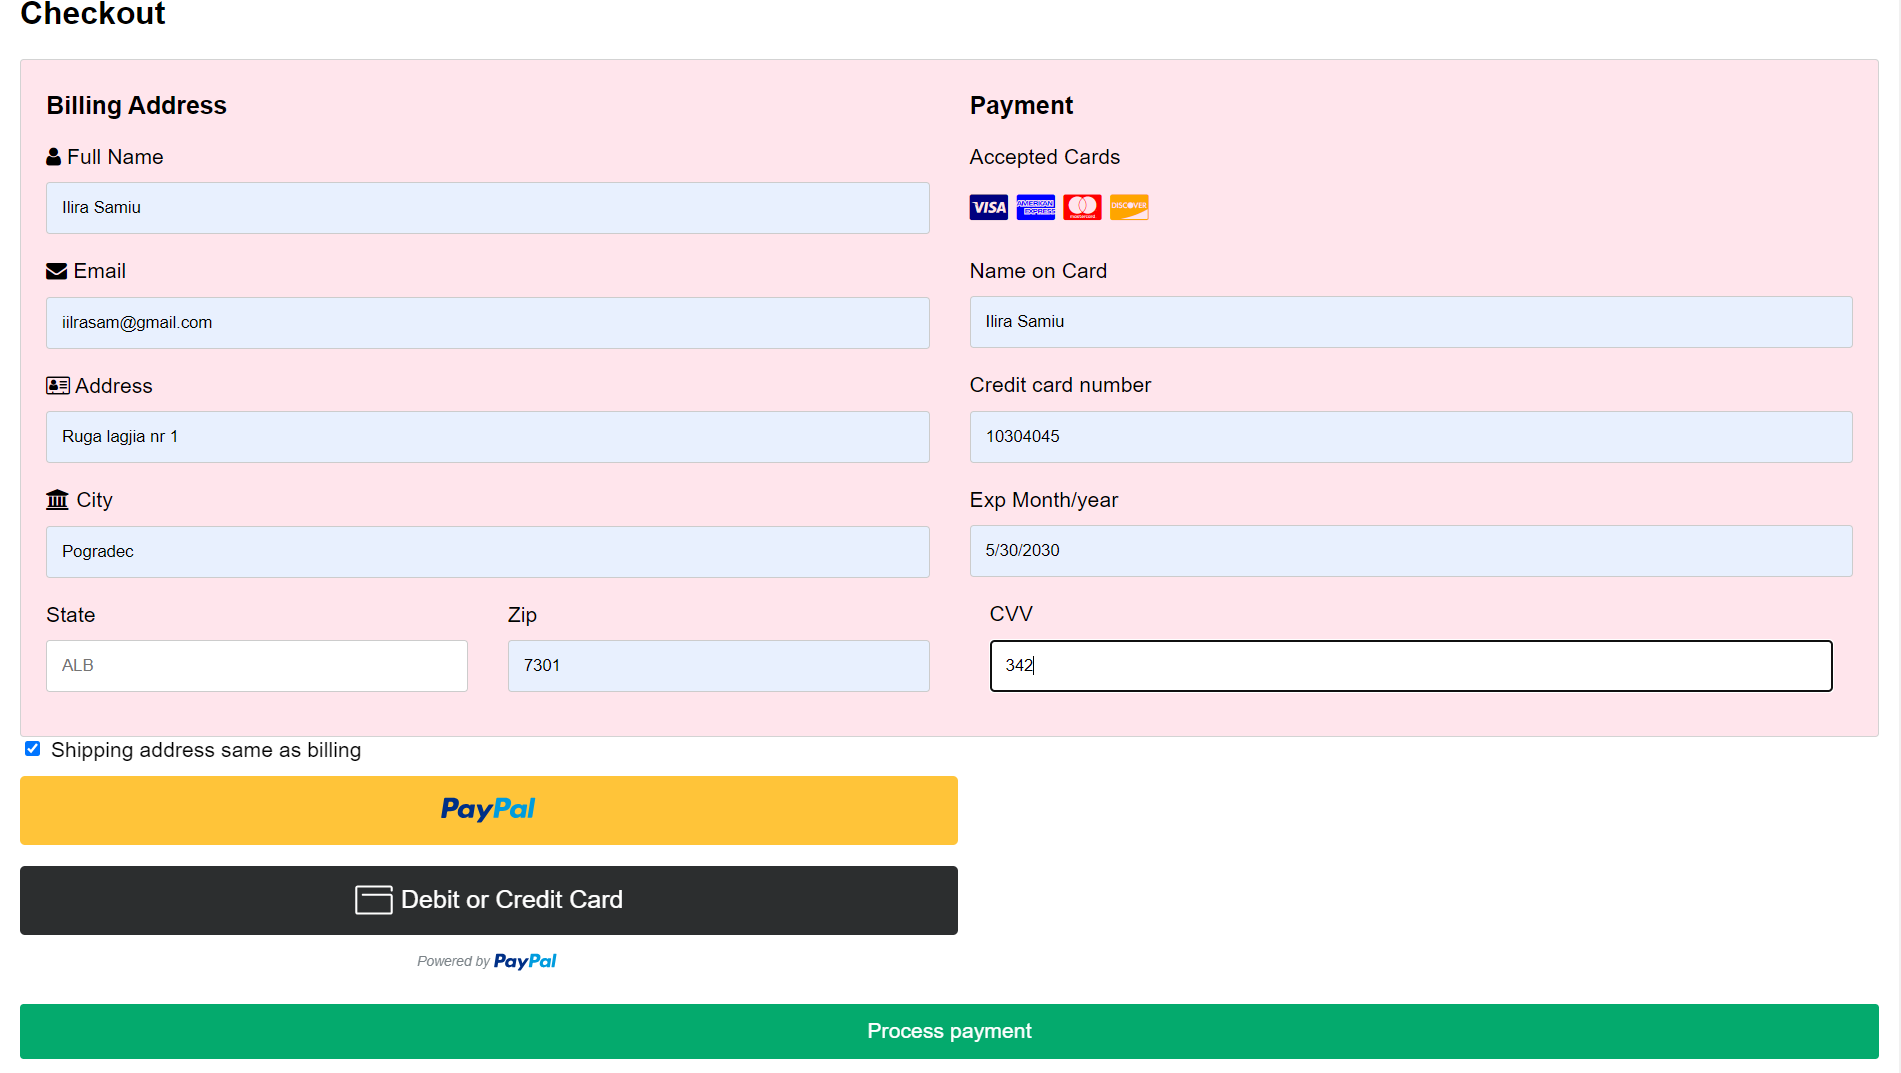 Checkout
Billing Address
Full Name
Ilira Samiu
Email
iilrasam@gmail.com
Address
Ruga lagjia nr 1
City
Pogradec
State
Zip
ALB
7301
Payment
Accepted Cards
VISA
AMERICAN EXPRESS
mastercard
DISCOVER
Name on Card
Ilira Samiu
Credit card number
10304045
Exp Month/year
5/30/2030
CVV
342
Shipping address same as billing
PayPal
Debit or Credit Card
Powered by PayPal
Process payment